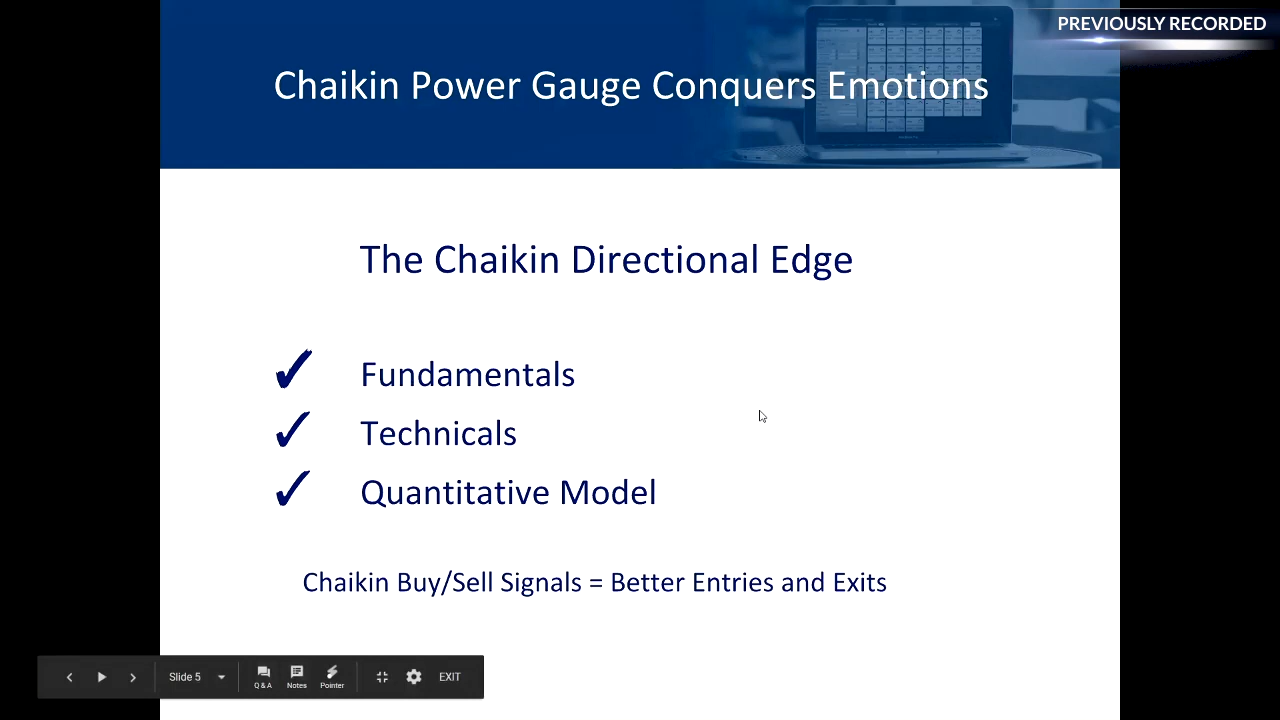 PREVIOUSLY RECORDED
Chaikin Power Gauge Conquers Emotions
The Chaikin Directional Edge
✓ Fundamentals
✓ Technicals
✓ Quantitative Model
Chaikin Buy/Sell Signals = Better Entries and Exits
Slide 5
Q & A
Notes
Pointer
EXIT